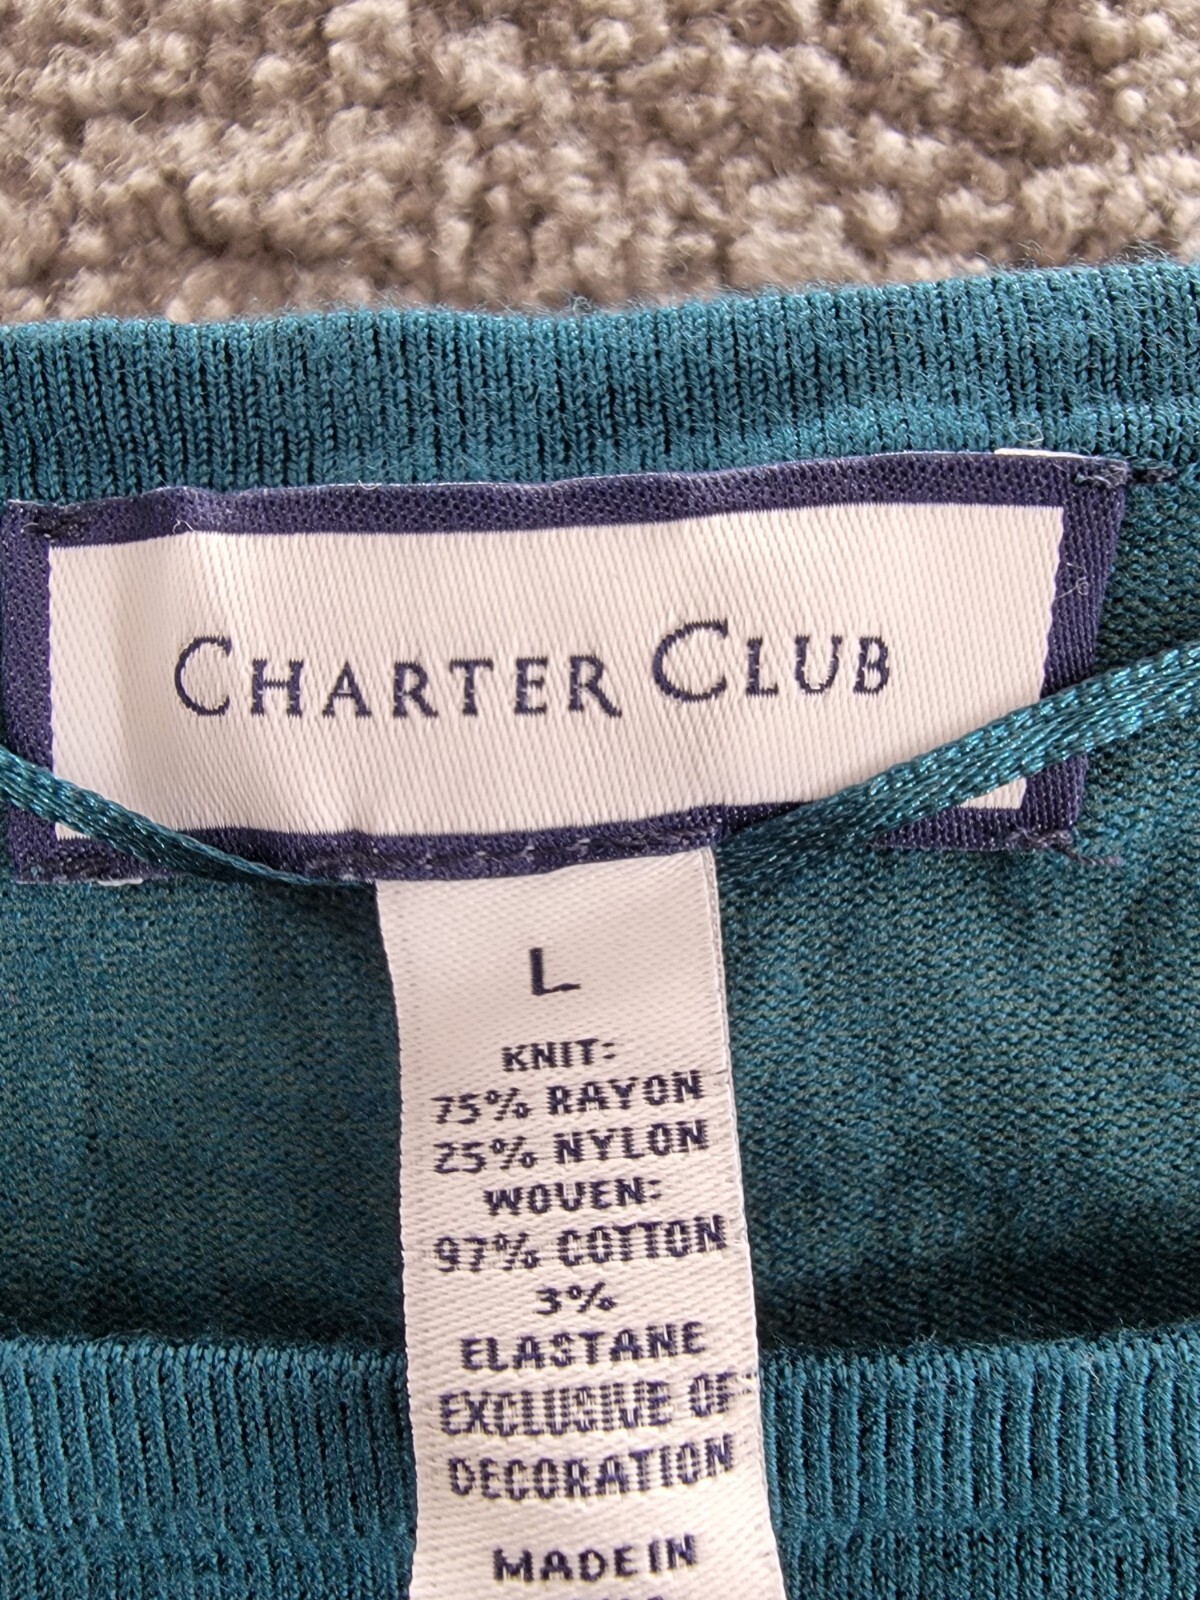 CHARTER CLUB
L
KNIT:
75% RAYON
25% NYLON
WOVEN:
97% COTTON
3%
ELASTANE
EXCLUSIVE OF
DECORATION
MADE IN